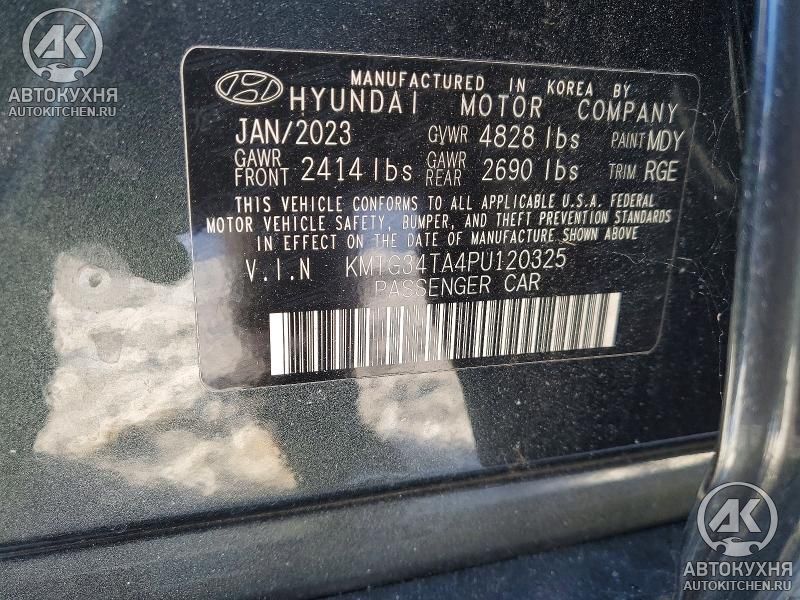 AK
АВТОКУХНЯ
AUTOKITCHEN.RU
MANUFACTURED IN KOREA BY
HYUNDAI MOTOR COMPANY
JAN/2023 GVWR 4828 lbs PAINT MDY
GAWR FRONT 2414 lbs GAWR REAR 2690 lbs TRIM RGE
THIS VEHICLE CONFORMS TO ALL APPLICABLE U.S.A. FEDERAL
MOTOR VEHICLE SAFETY, BUMPER, AND THEFT PREVENTION STANDARDS
IN EFFECT ON THE DATE OF MANUFACTURE SHOWN ABOVE
V.I.N KMTG34TA4PU120325
PASSENGER CAR
AK
АВТОКУХНЯ
AUTOKITCHEN.RU